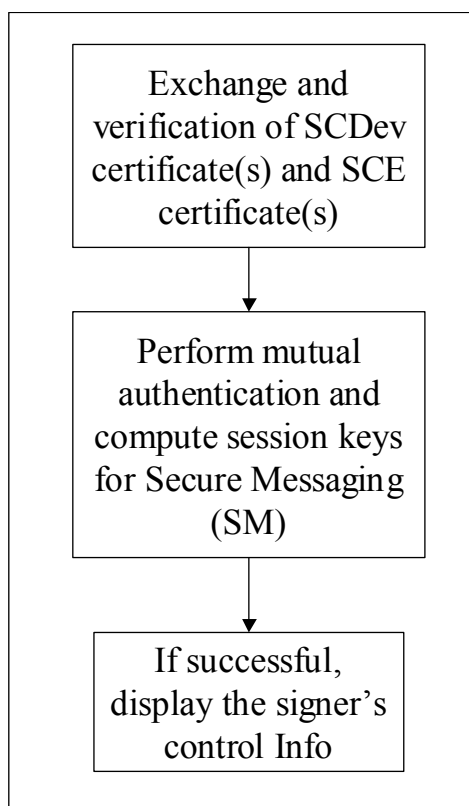 Exchange and
verification of SCDev
certificate(s) and SCE
certificate(s)
Perform mutual
authentication and
compute session keys
for Secure Messaging
(SM)
If successful,
display the signer’s
control Info